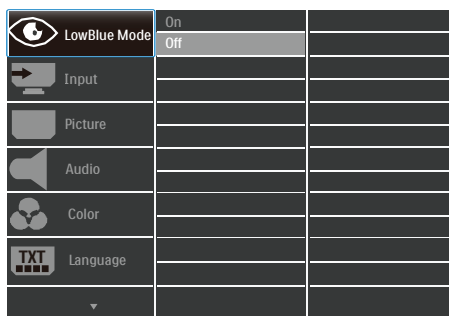 LowBlue Mode
On
Off
Input
Picture
Audio
Color
TXT
Language